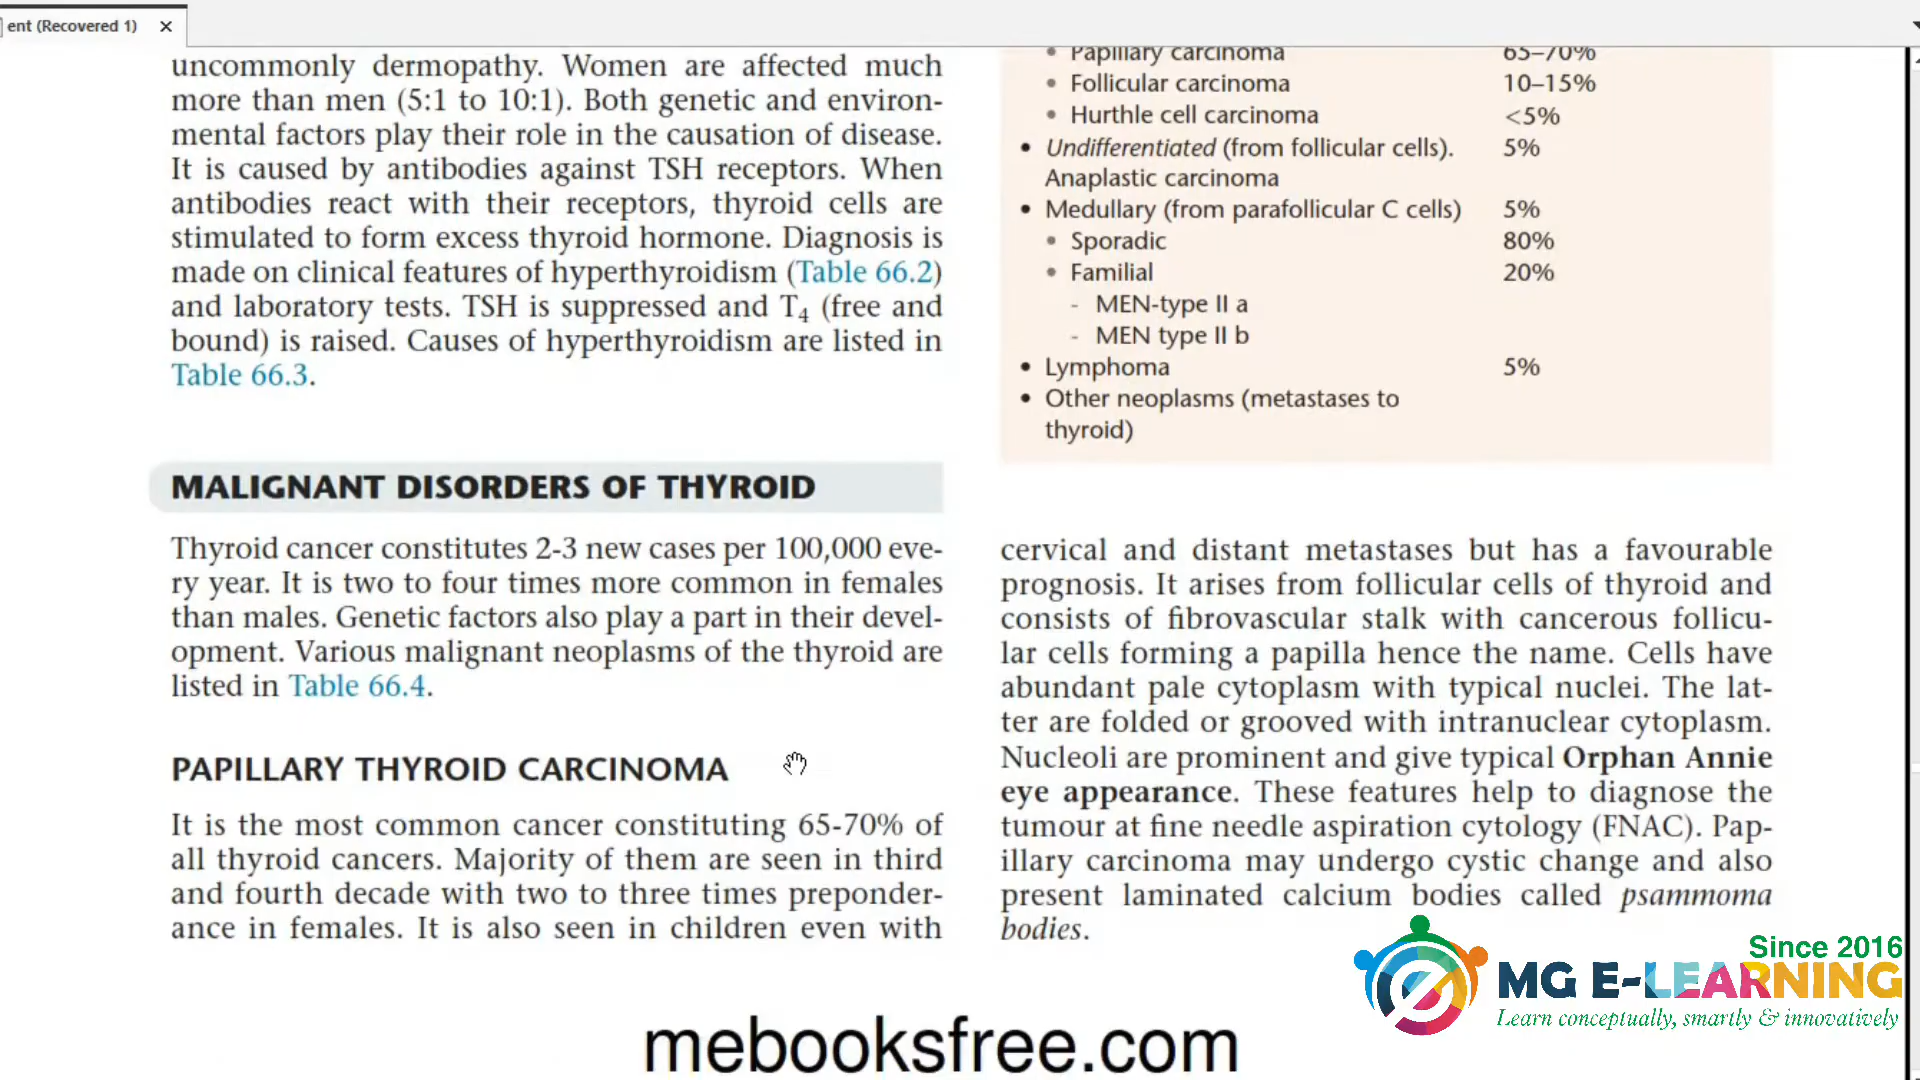 ent (Recovered 1)
uncommonly dermopathy. Women are affected much
more than men (5:1 to 10:1). Both genetic and environ-
mental factors play their role in the causation of disease.
It is caused by antibodies against TSH receptors. When
antibodies react with their receptors, thyroid cells are
stimulated to form excess thyroid hormone. Diagnosis is
made on clinical features of hyperthyroidism (Table 66.2)
and laboratory tests. TSH is suppressed and T4 (free and
bound) is raised. Causes of hyperthyroidism are listed in
Table 66.3.
MALIGNANT DISORDERS OF THYROID
Thyroid cancer constitutes 2-3 new cases per 100,000 eve-
ry year. It is two to four times more common in females
than males. Genetic factors also play a part in their devel-
opment. Various malignant neoplasms of the thyroid are
listed in Table 66.4.
PAPILLARY THYROID CARCINOMA
It is the most common cancer constituting 65-70% of
all thyroid cancers. Majority of them are seen in third
and fourth decade with two to three times preponder-
ance in females. It is also seen in children even with
• Papillary carcinoma 65–70%
• Follicular carcinoma 10–15%
• Hurthle cell carcinoma <5%
• Undifferentiated (from follicular cells). 5%
Anaplastic carcinoma
• Medullary (from parafollicular C cells) 5%
• Sporadic 80%
• Familial 20%
- MEN-type II a
- MEN type II b
• Lymphoma 5%
• Other neoplasms (metastases to
thyroid)
cervical and distant metastases but has a favourable
prognosis. It arises from follicular cells of thyroid and
consists of fibrovascular stalk with cancerous follicu-
lar cells forming a papilla hence the name. Cells have
abundant pale cytoplasm with typical nuclei. The lat-
ter are folded or grooved with intranuclear cytoplasm.
Nucleoli are prominent and give typical Orphan Annie
eye appearance. These features help to diagnose the
tumour at fine needle aspiration cytology (FNAC). Pap-
illary carcinoma may undergo cystic change and also
present laminated calcium bodies called psammoma
bodies.
Since 2016
MG E-LEARNING
Learn conceptually, smartly & innovatively
mebooksfree.com